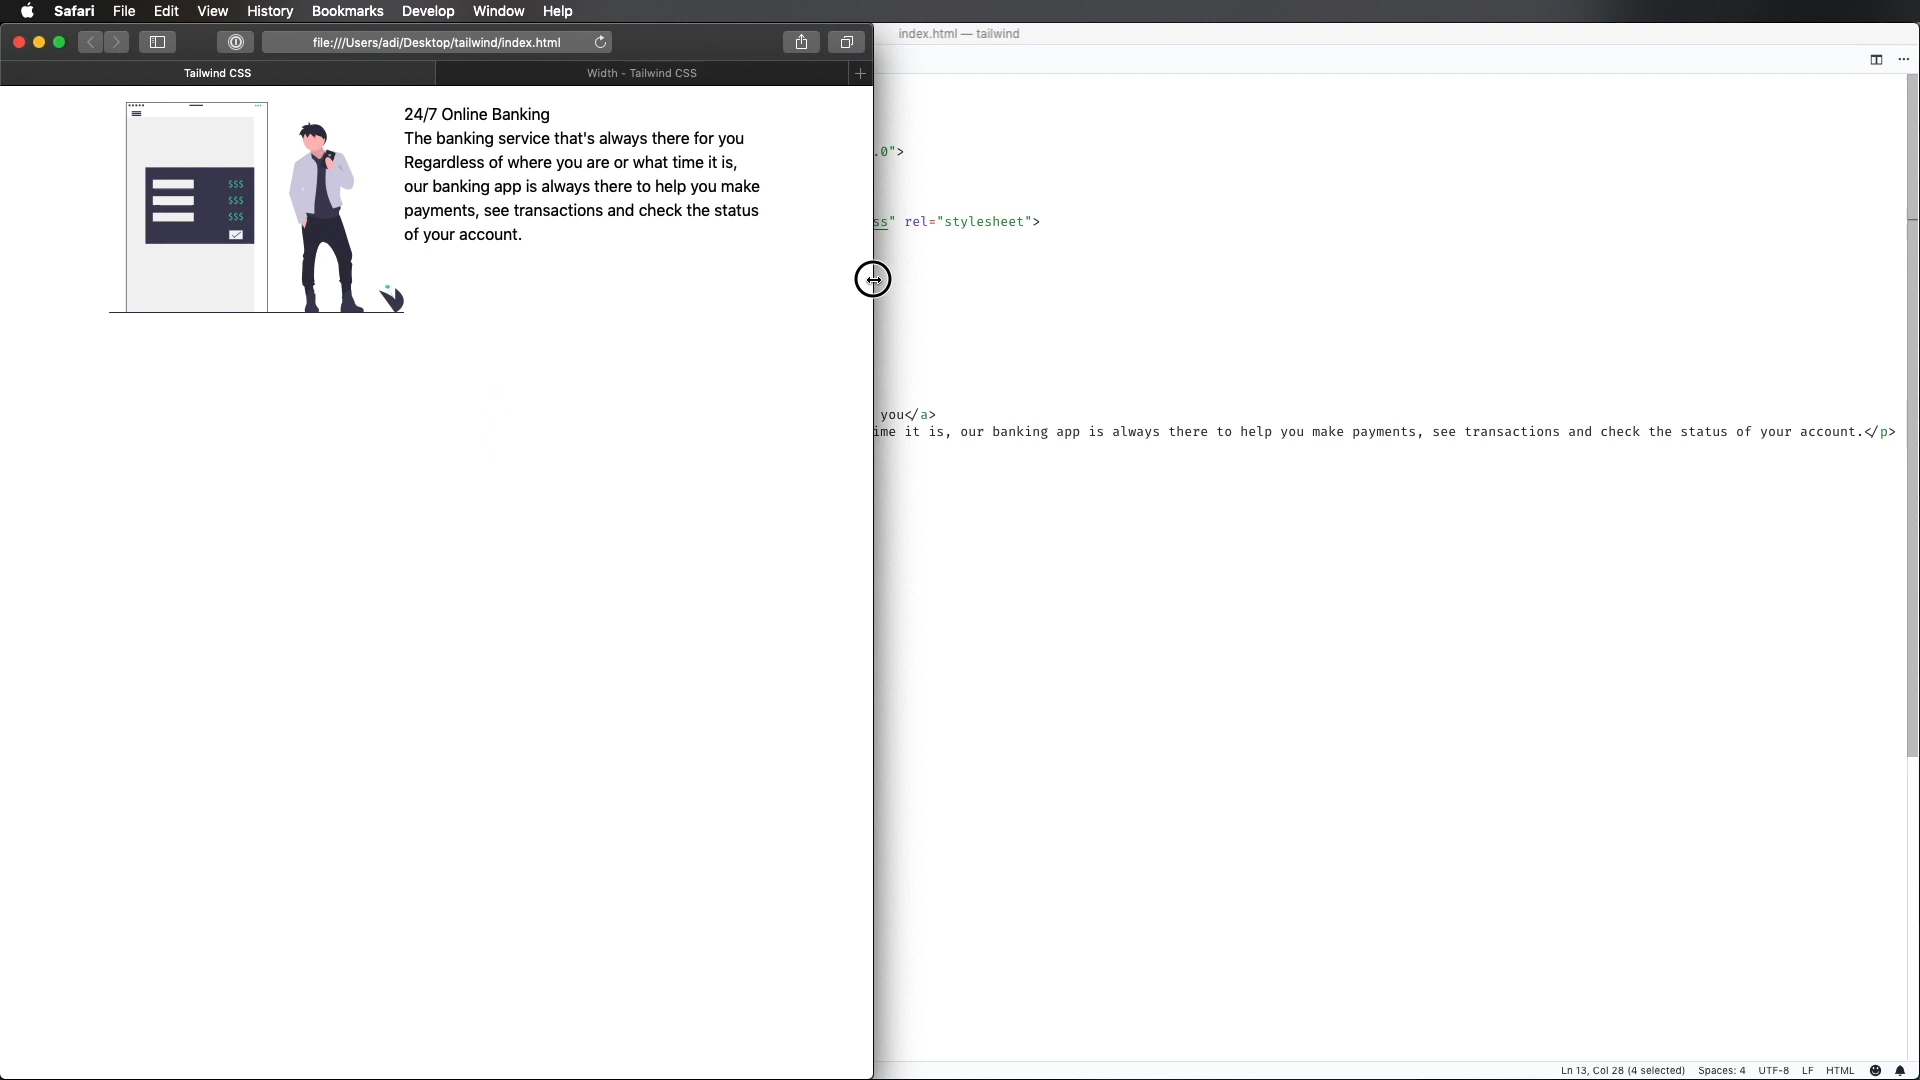 Safari File Edit View History Bookmarks Develop Window Help
file:///Users/adi/Desktop/tailwind/index.html
index.html — tailwind
Tailwind CSS
Width - Tailwind CSS
24/7 Online Banking
The banking service that's always there for you
Regardless of where you are or what time it is,
our banking app is always there to help you make
payments, see transactions and check the status
of your account.
$$$
$$$
$$$
.0">
ss" rel="stylesheet">
you</a>
ime it is, our banking app is always there to help you make payments, see transactions and check the status of your account.</p>
Ln 13, Col 28 (4 selected) Spaces: 4 UTF-8 LF HTML